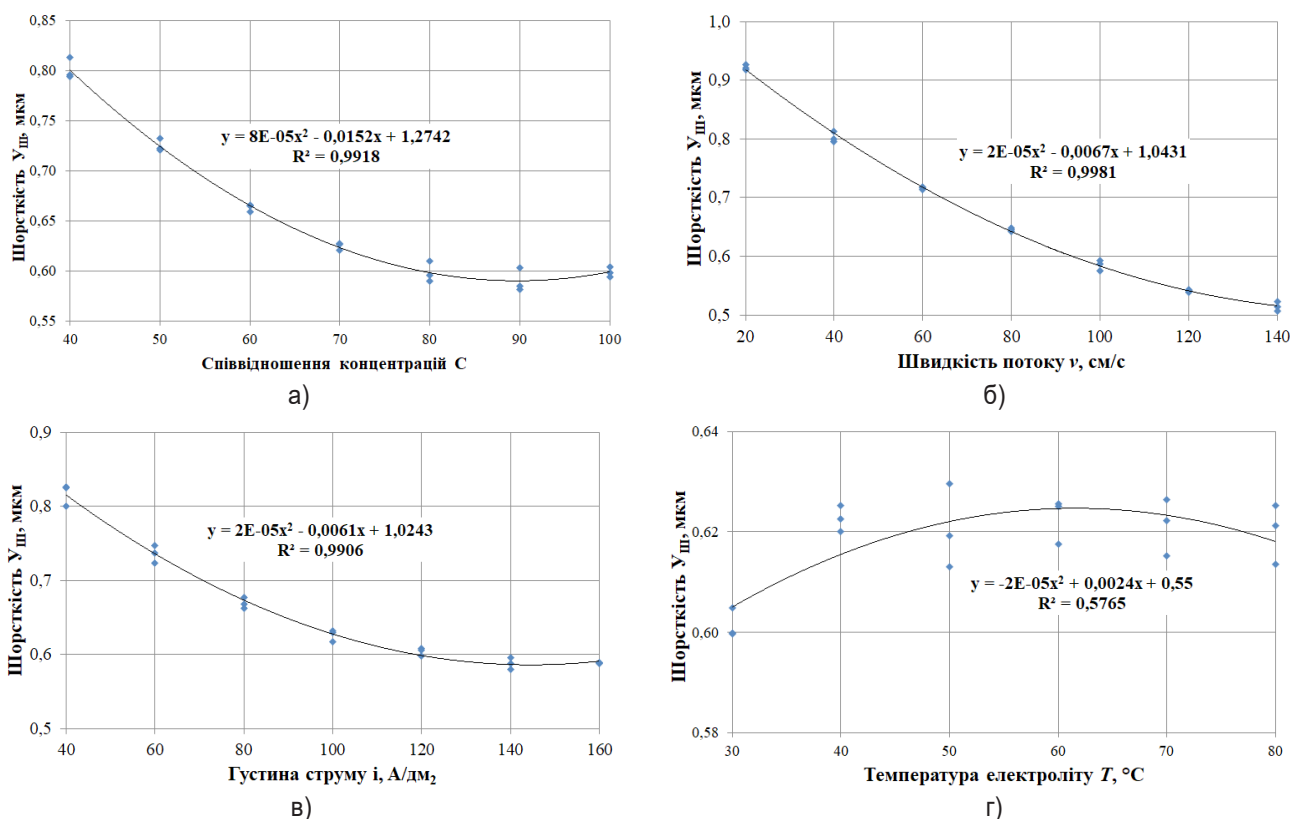 0,85
0,80
0,75
0,70
0,65
0,60
0,55
Шорсткість УШ, мкм
y = 8E-05x² - 0,0152x + 1,2742
R² = 0,9918
40 50 60 70 80 90 100
Співвідношення концентрацій С
а)
1,0
0,9
0,8
0,7
0,6
0,5
Шорсткість УШ, мкм
y = 2E-05x² - 0,0067x + 1,0431
R² = 0,9981
20 40 60 80 100 120 140
Швидкість потоку v, см/с
б)
0,9
0,8
0,7
0,6
0,5
Шорсткість УШ, мкм
y = 2E-05x² - 0,0061x + 1,0243
R² = 0,9906
40 60 80 100 120 140 160
Густина струму і, А/дм₂
в)
0,64
0,62
0,60
0,58
Шорсткість УШ, мкм
y = -2E-05x² + 0,0024x + 0,55
R² = 0,5765
30 40 50 60 70 80
Температура електроліту T, °С
г)